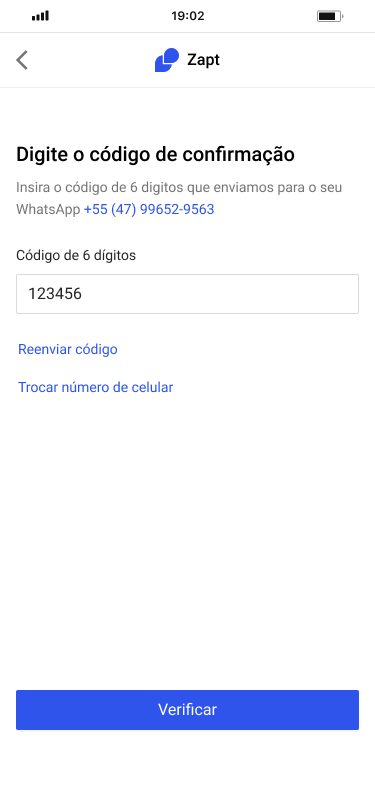 19:02
Zapt
Digite o código de confirmação
Insira o código de 6 digitos que enviamos para o seu
WhatsApp +55 (47) 99652-9563
Código de 6 dígitos
123456
Reenviar código
Trocar número de celular
Verificar